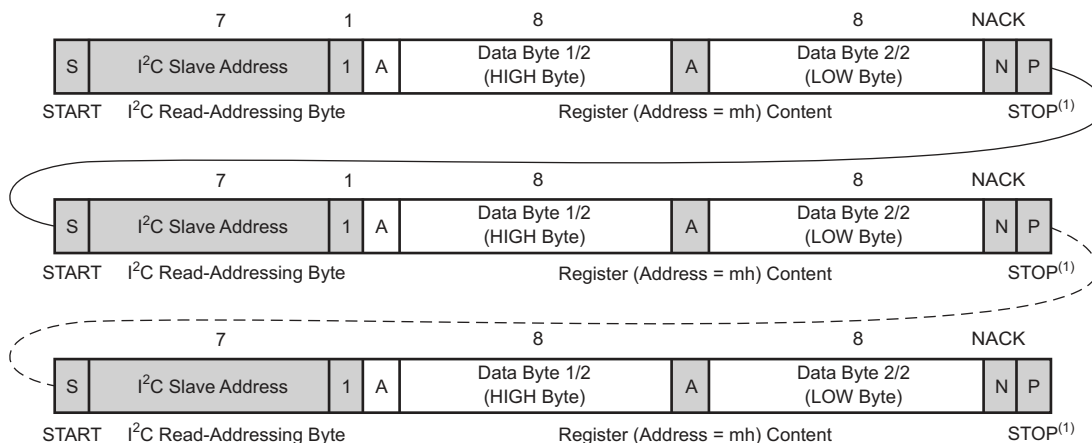 7 1 8 8 NACK
S I²C Slave Address 1 A Data Byte 1/2 (HIGH Byte) A Data Byte 2/2 (LOW Byte) N P
START I²C Read-Addressing Byte Register (Address = mh) Content STOP(1)
7 1 8 8 NACK
S I²C Slave Address 1 A Data Byte 1/2 (HIGH Byte) A Data Byte 2/2 (LOW Byte) N P
START I²C Read-Addressing Byte Register (Address = mh) Content STOP(1)
7 8 8 NACK
S I²C Slave Address 1 A Data Byte 1/2 (HIGH Byte) A Data Byte 2/2 (LOW Byte) N P
START I²C Read-Addressing Byte Register (Address = mh) Content STOP(1)